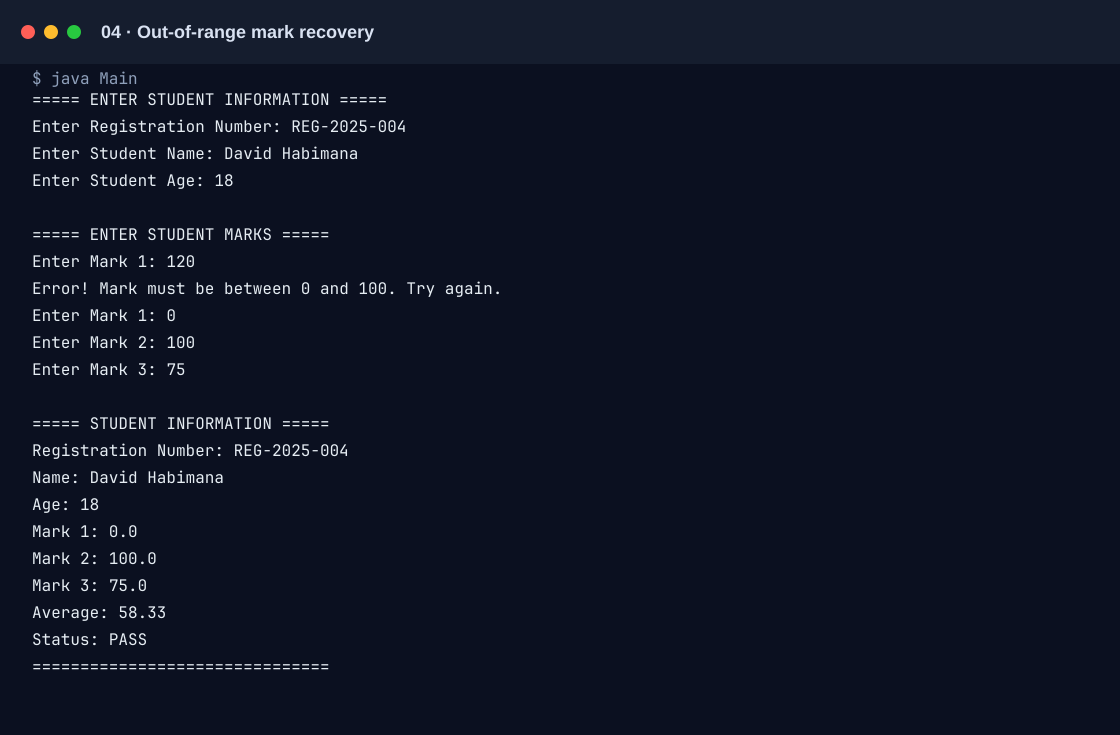 04 · Out-of-range mark recovery
$ java Main
===== ENTER STUDENT INFORMATION =====
Enter Registration Number: REG-2025-004
Enter Student Name: David Habimana
Enter Student Age: 18
===== ENTER STUDENT MARKS =====
Enter Mark 1: 120
Error! Mark must be between 0 and 100. Try again.
Enter Mark 1: 0
Enter Mark 2: 100
Enter Mark 3: 75
===== STUDENT INFORMATION =====
Registration Number: REG-2025-004
Name: David Habimana
Age: 18
Mark 1: 0.0
Mark 2: 100.0
Mark 3: 75.0
Average: 58.33
Status: PASS
===============================